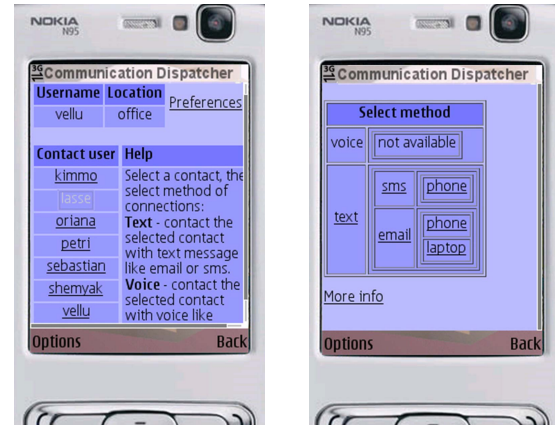 NOKIA
N95
3G
Communication Dispatcher
Username Location
vellu office
Preferences
Contact user
kimmo
lasse
oriana
petri
sebastian
shemyak
vellu
Help
Select a contact, the
select method of
connections:
Text - contact the
selected contact
with text message
like email or sms.
Voice - contact the
selected contact
with voice like
Options Back
NOKIA
N95
3G
Communication Dispatcher
Select method
voice not available
text
sms phone
email phone
laptop
More info
Options Back